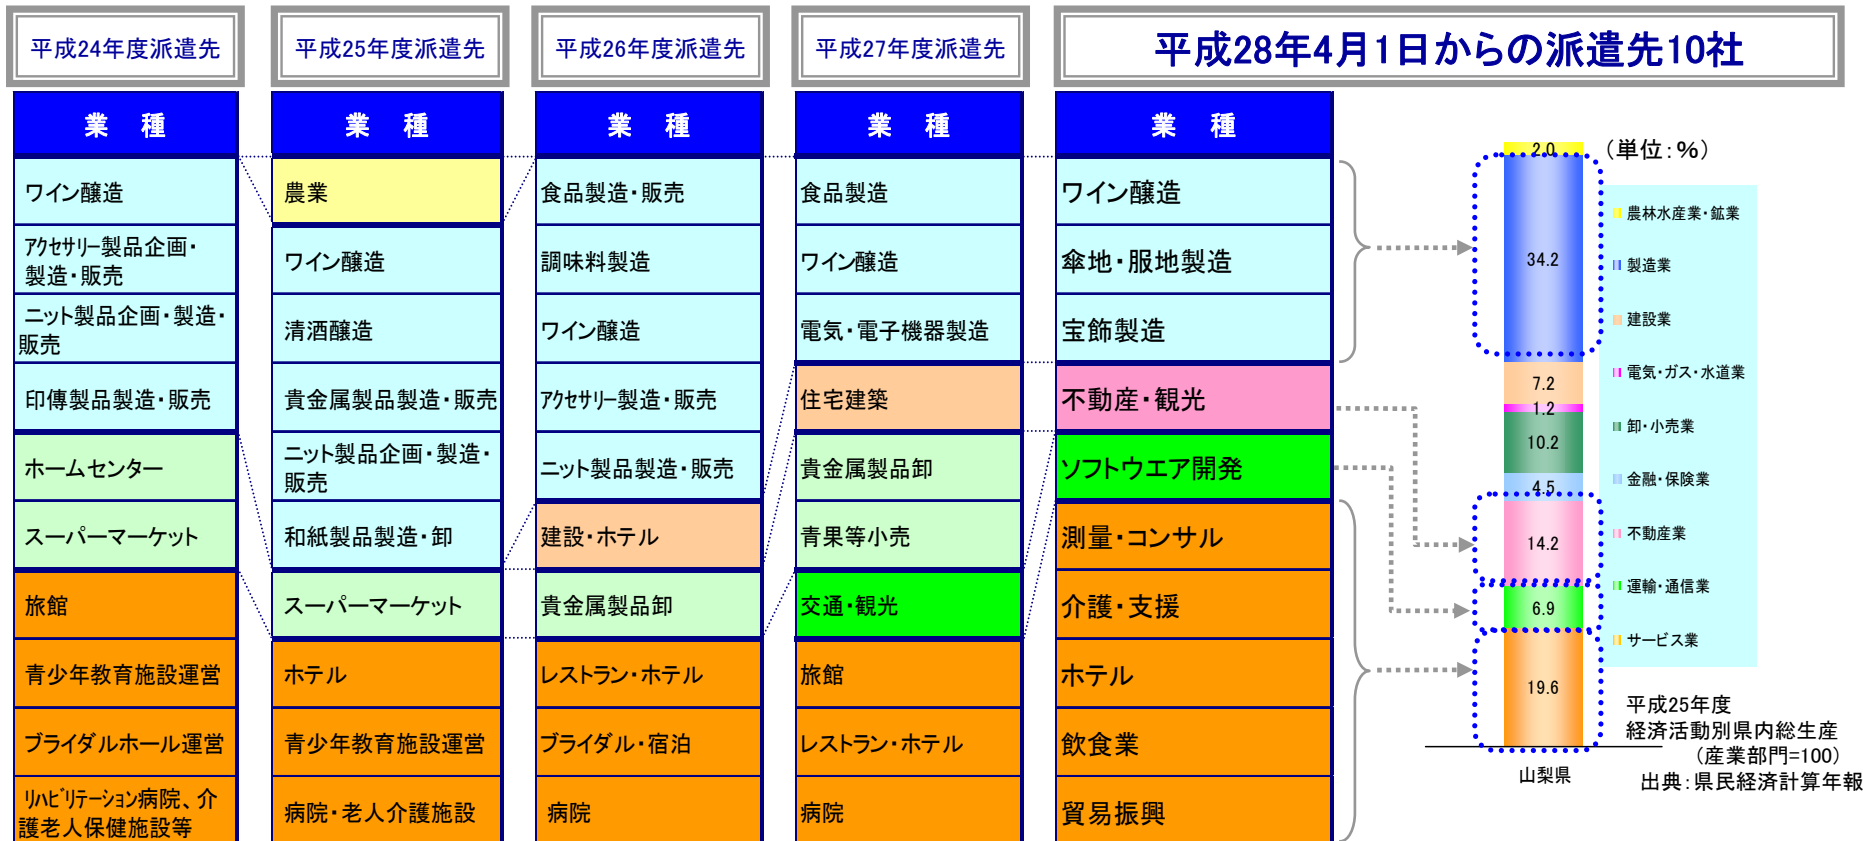 平成24年度派遣先
平成25年度派遣先
平成26年度派遣先
平成27年度派遣先
平成28年4月1日からの派遣先10社
業 種
ワイン醸造
アクセサリー製品企画・
製造・販売
ニット製品企画・製造・
販売
印傳製品製造・販売
ホームセンター
スーパーマーケット
旅館
青少年教育施設運営
ブライダルホール運営
リハビリテーション病院、介
護老人保健施設等
業 種
農業
ワイン醸造
清酒醸造
貴金属製品製造・販売
ニット製品企画・製造・
販売
和紙製品製造・卸
スーパーマーケット
ホテル
青少年教育施設運営
病院・老人介護施設
業 種
食品製造・販売
調味料製造
ワイン醸造
アクセサリー製造・販売
ニット製品製造・販売
建設・ホテル
貴金属製品卸
レストラン・ホテル
ブライダル・宿泊
病院
業 種
食品製造
ワイン醸造
電気・電子機器製造
住宅建築
貴金属製品卸
青果等小売
交通・観光
旅館
レストラン・ホテル
病院
業 種
ワイン醸造
傘地・服地製造
宝飾製造
不動産・観光
ソフトウエア開発
測量・コンサル
介護・支援
ホテル
飲食業
貿易振興
2.0
34.2
7.2
1.2
10.2
4.5
14.2
6.9
19.6
山梨県
（単位：％）
農林水産業・鉱業
製造業
建設業
電気・ガス・水道業
卸・小売業
金融・保険業
不動産業
運輸・通信業
サービス業
平成25年度
経済活動別県内総生産
（産業部門=100）
出典：県民経済計算年報